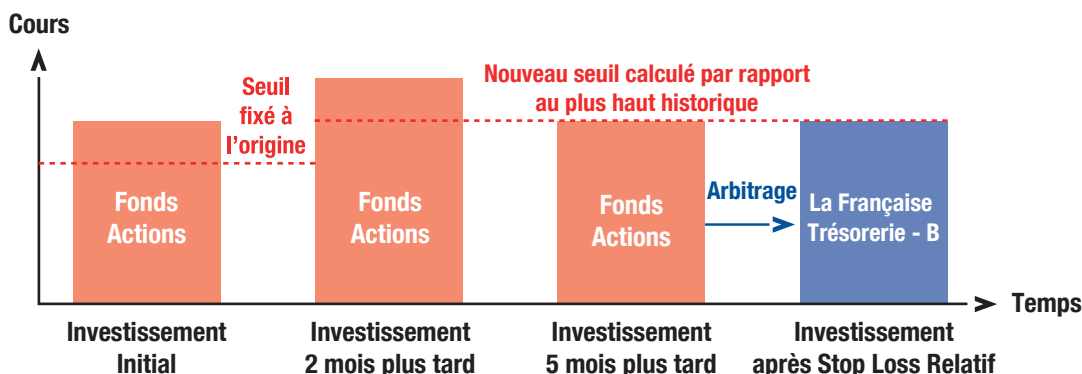 Cours
Seuil
fixé à
l'origine
Nouveau seuil calculé par rapport
au plus haut historique
Fonds
Actions
Fonds
Actions
Fonds
Actions
Arbitrage
La Française
Trésorerie - B
Temps
Investissement
Initial
Investissement
2 mois plus tard
Investissement
5 mois plus tard
Investissement
après Stop Loss Relatif